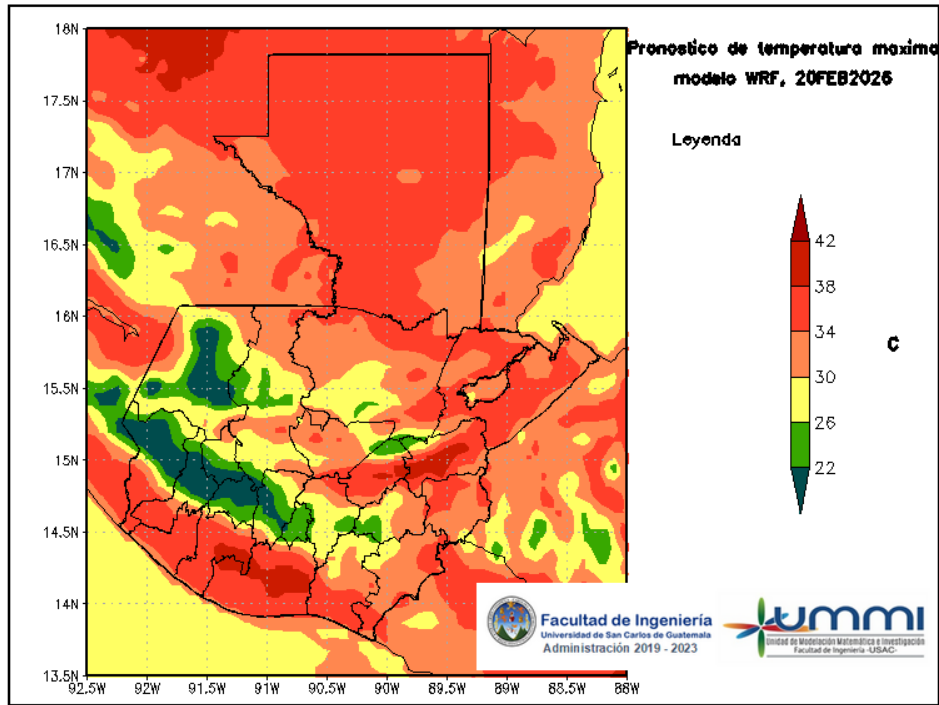 Pronostico de temperatura maxima
modelo WRF, 20FEB2026
Leyenda
42
38
34
30
26
22
C
18N
17.5N
17N
16.5N
16N
15.5N
15N
14.5N
14N
13.5N
92.5W 92W 91.5W 91W 90.5W 90W 89.5W 89W 88.5W 88W
Facultad de Ingeniería
Universidad de San Carlos de Guatemala
Administración 2019 - 2023
ummi
Unidad de Modelación Matemática e Investigación
Facultad de Ingeniería -USAC-